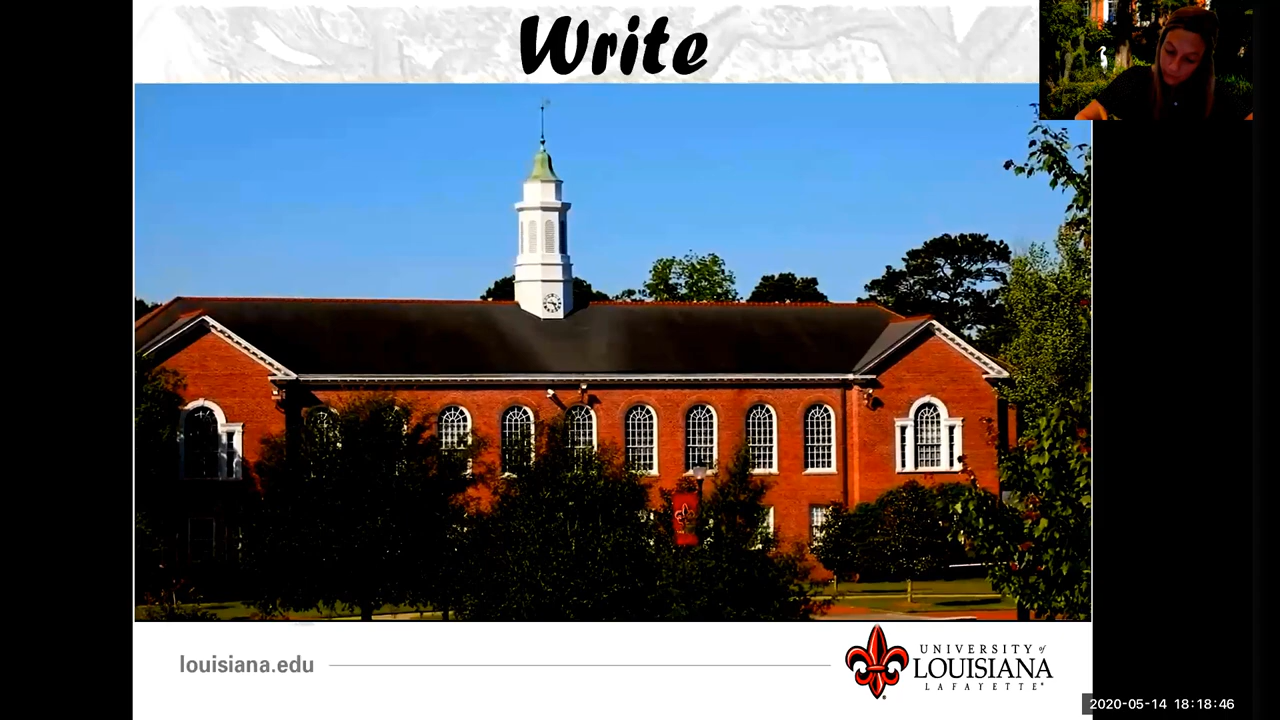 Write
louisiana.edu
UNIVERSITY of
LOUISIANA
LAFAYETTE
2020-05-14 18:18:46